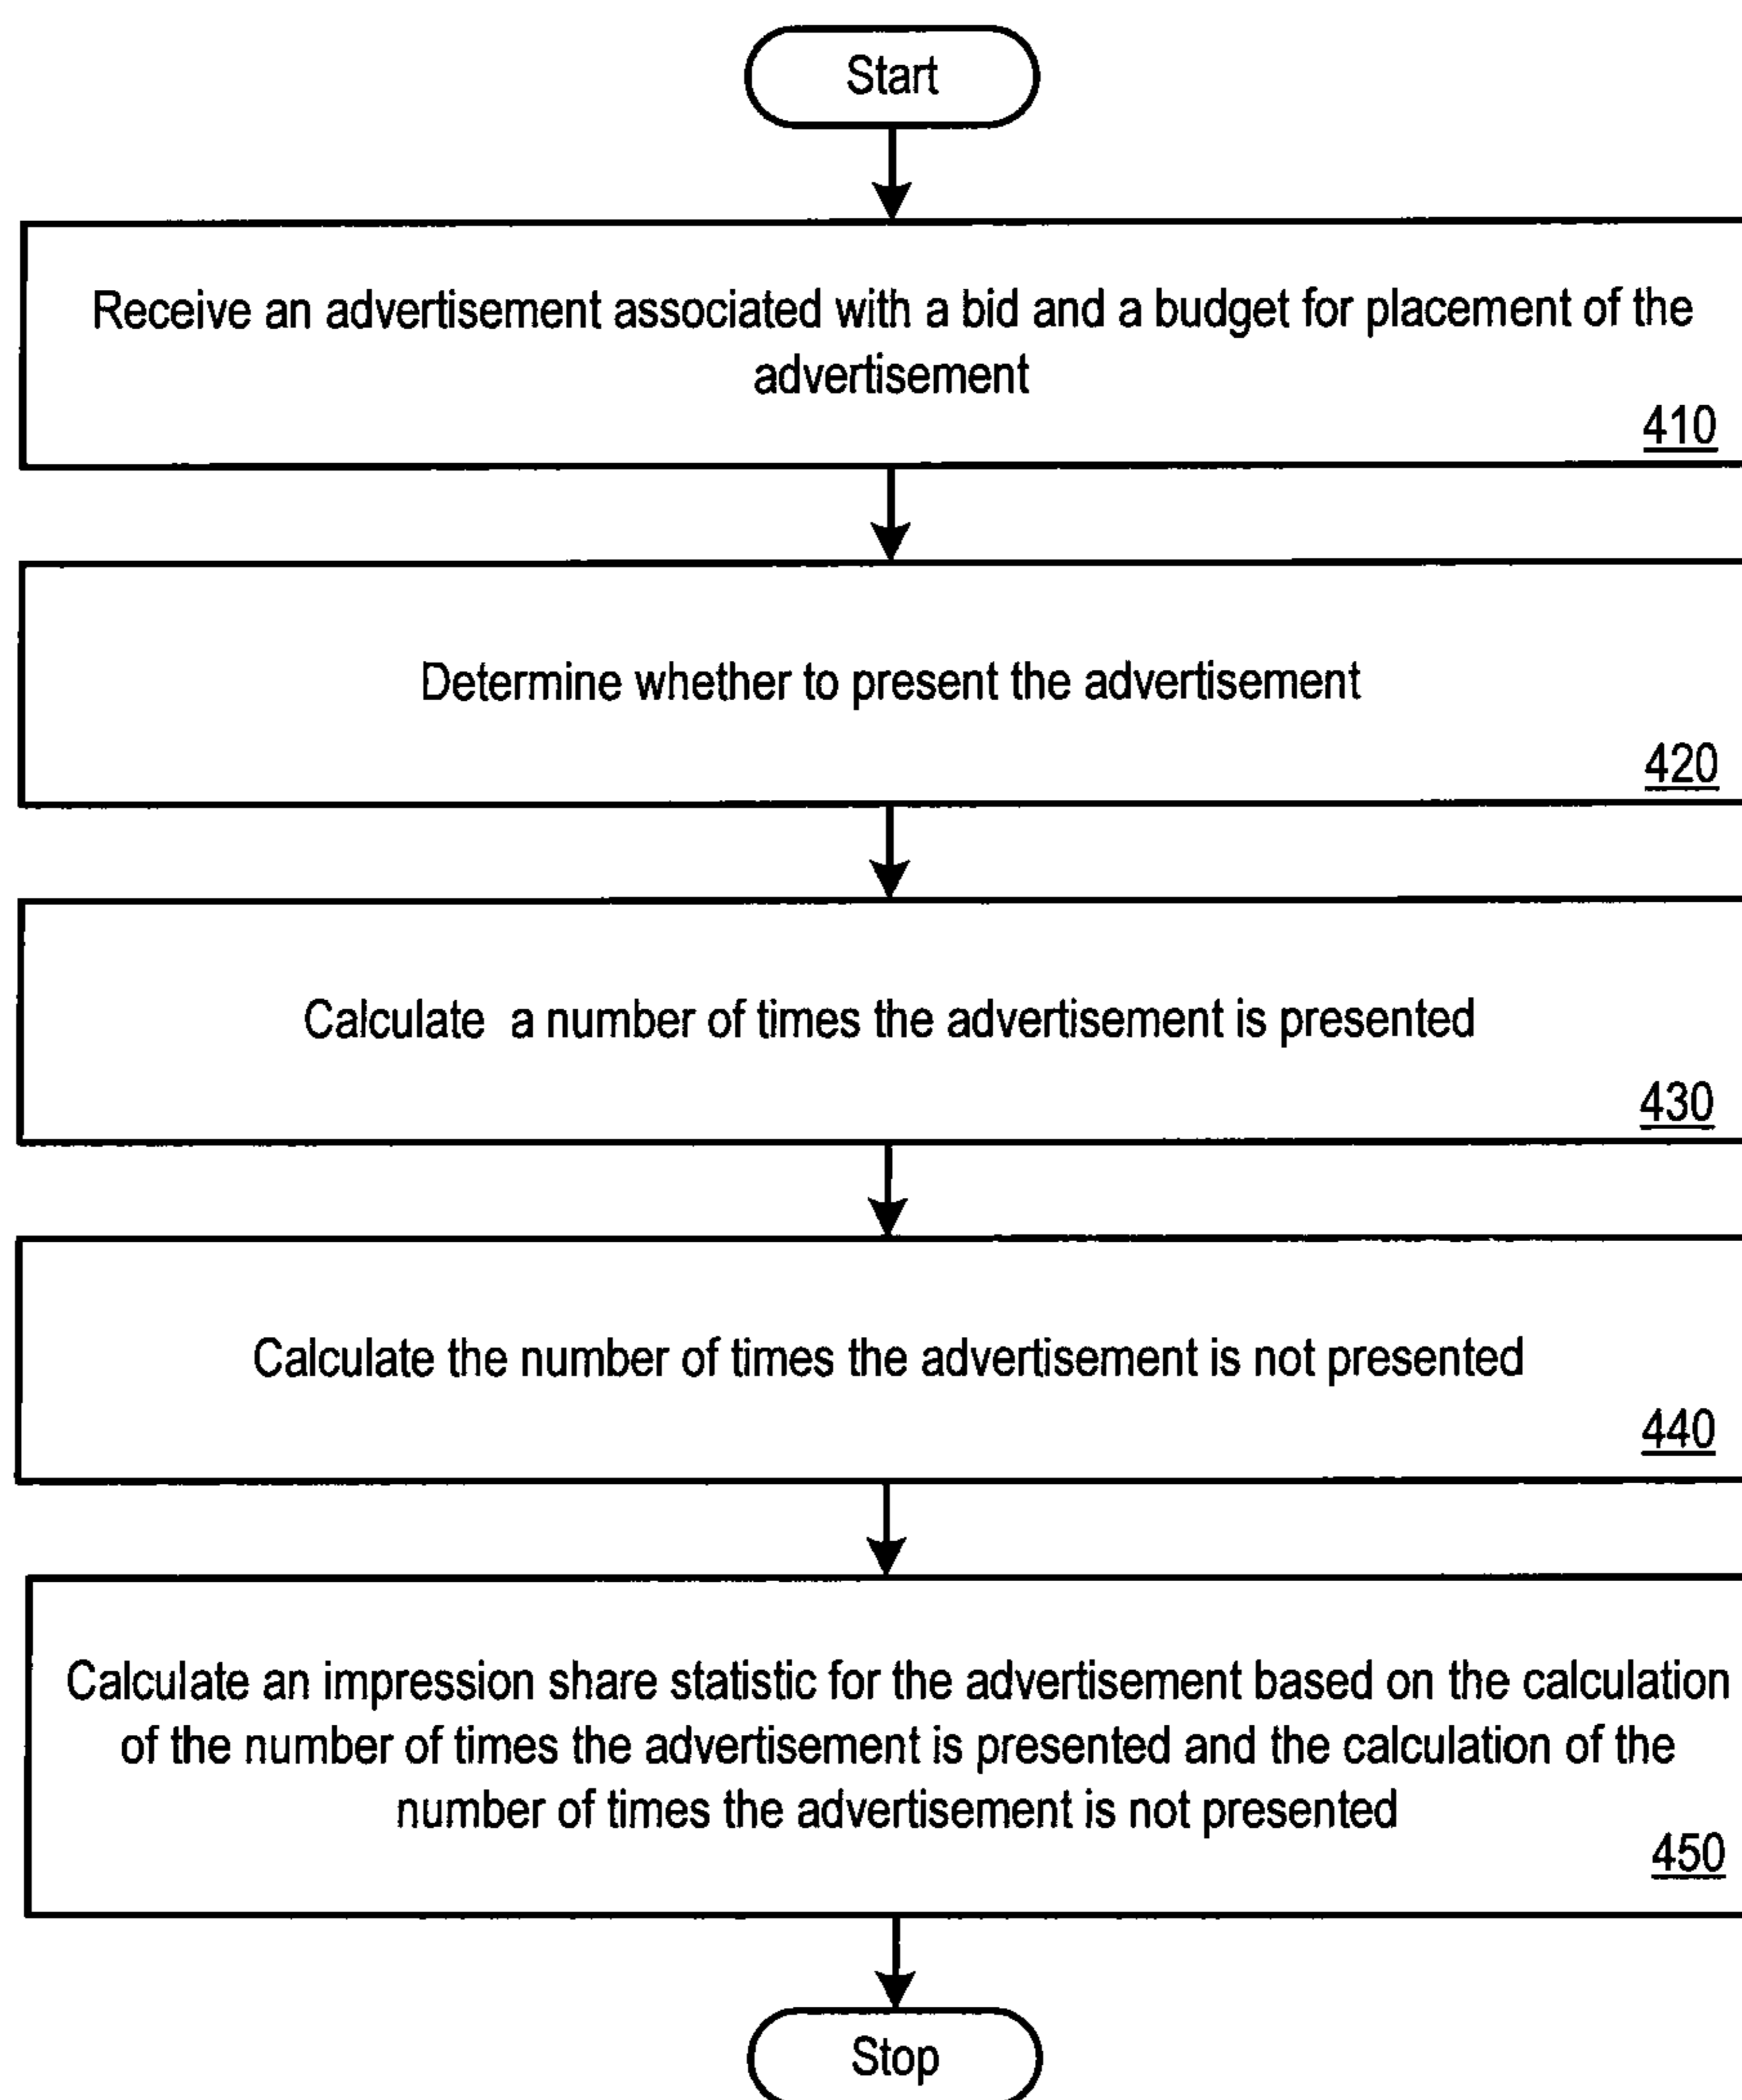 Start
Receive an advertisement associated with a bid and a budget for placement of the
advertisement
410
Determine whether to present the advertisement
420
Calculate a number of times the advertisement is presented
430
Calculate the number of times the advertisement is not presented
440
Calculate an impression share statistic for the advertisement based on the calculation
of the number of times the advertisement is presented and the calculation of the
number of times the advertisement is not presented
450
Stop